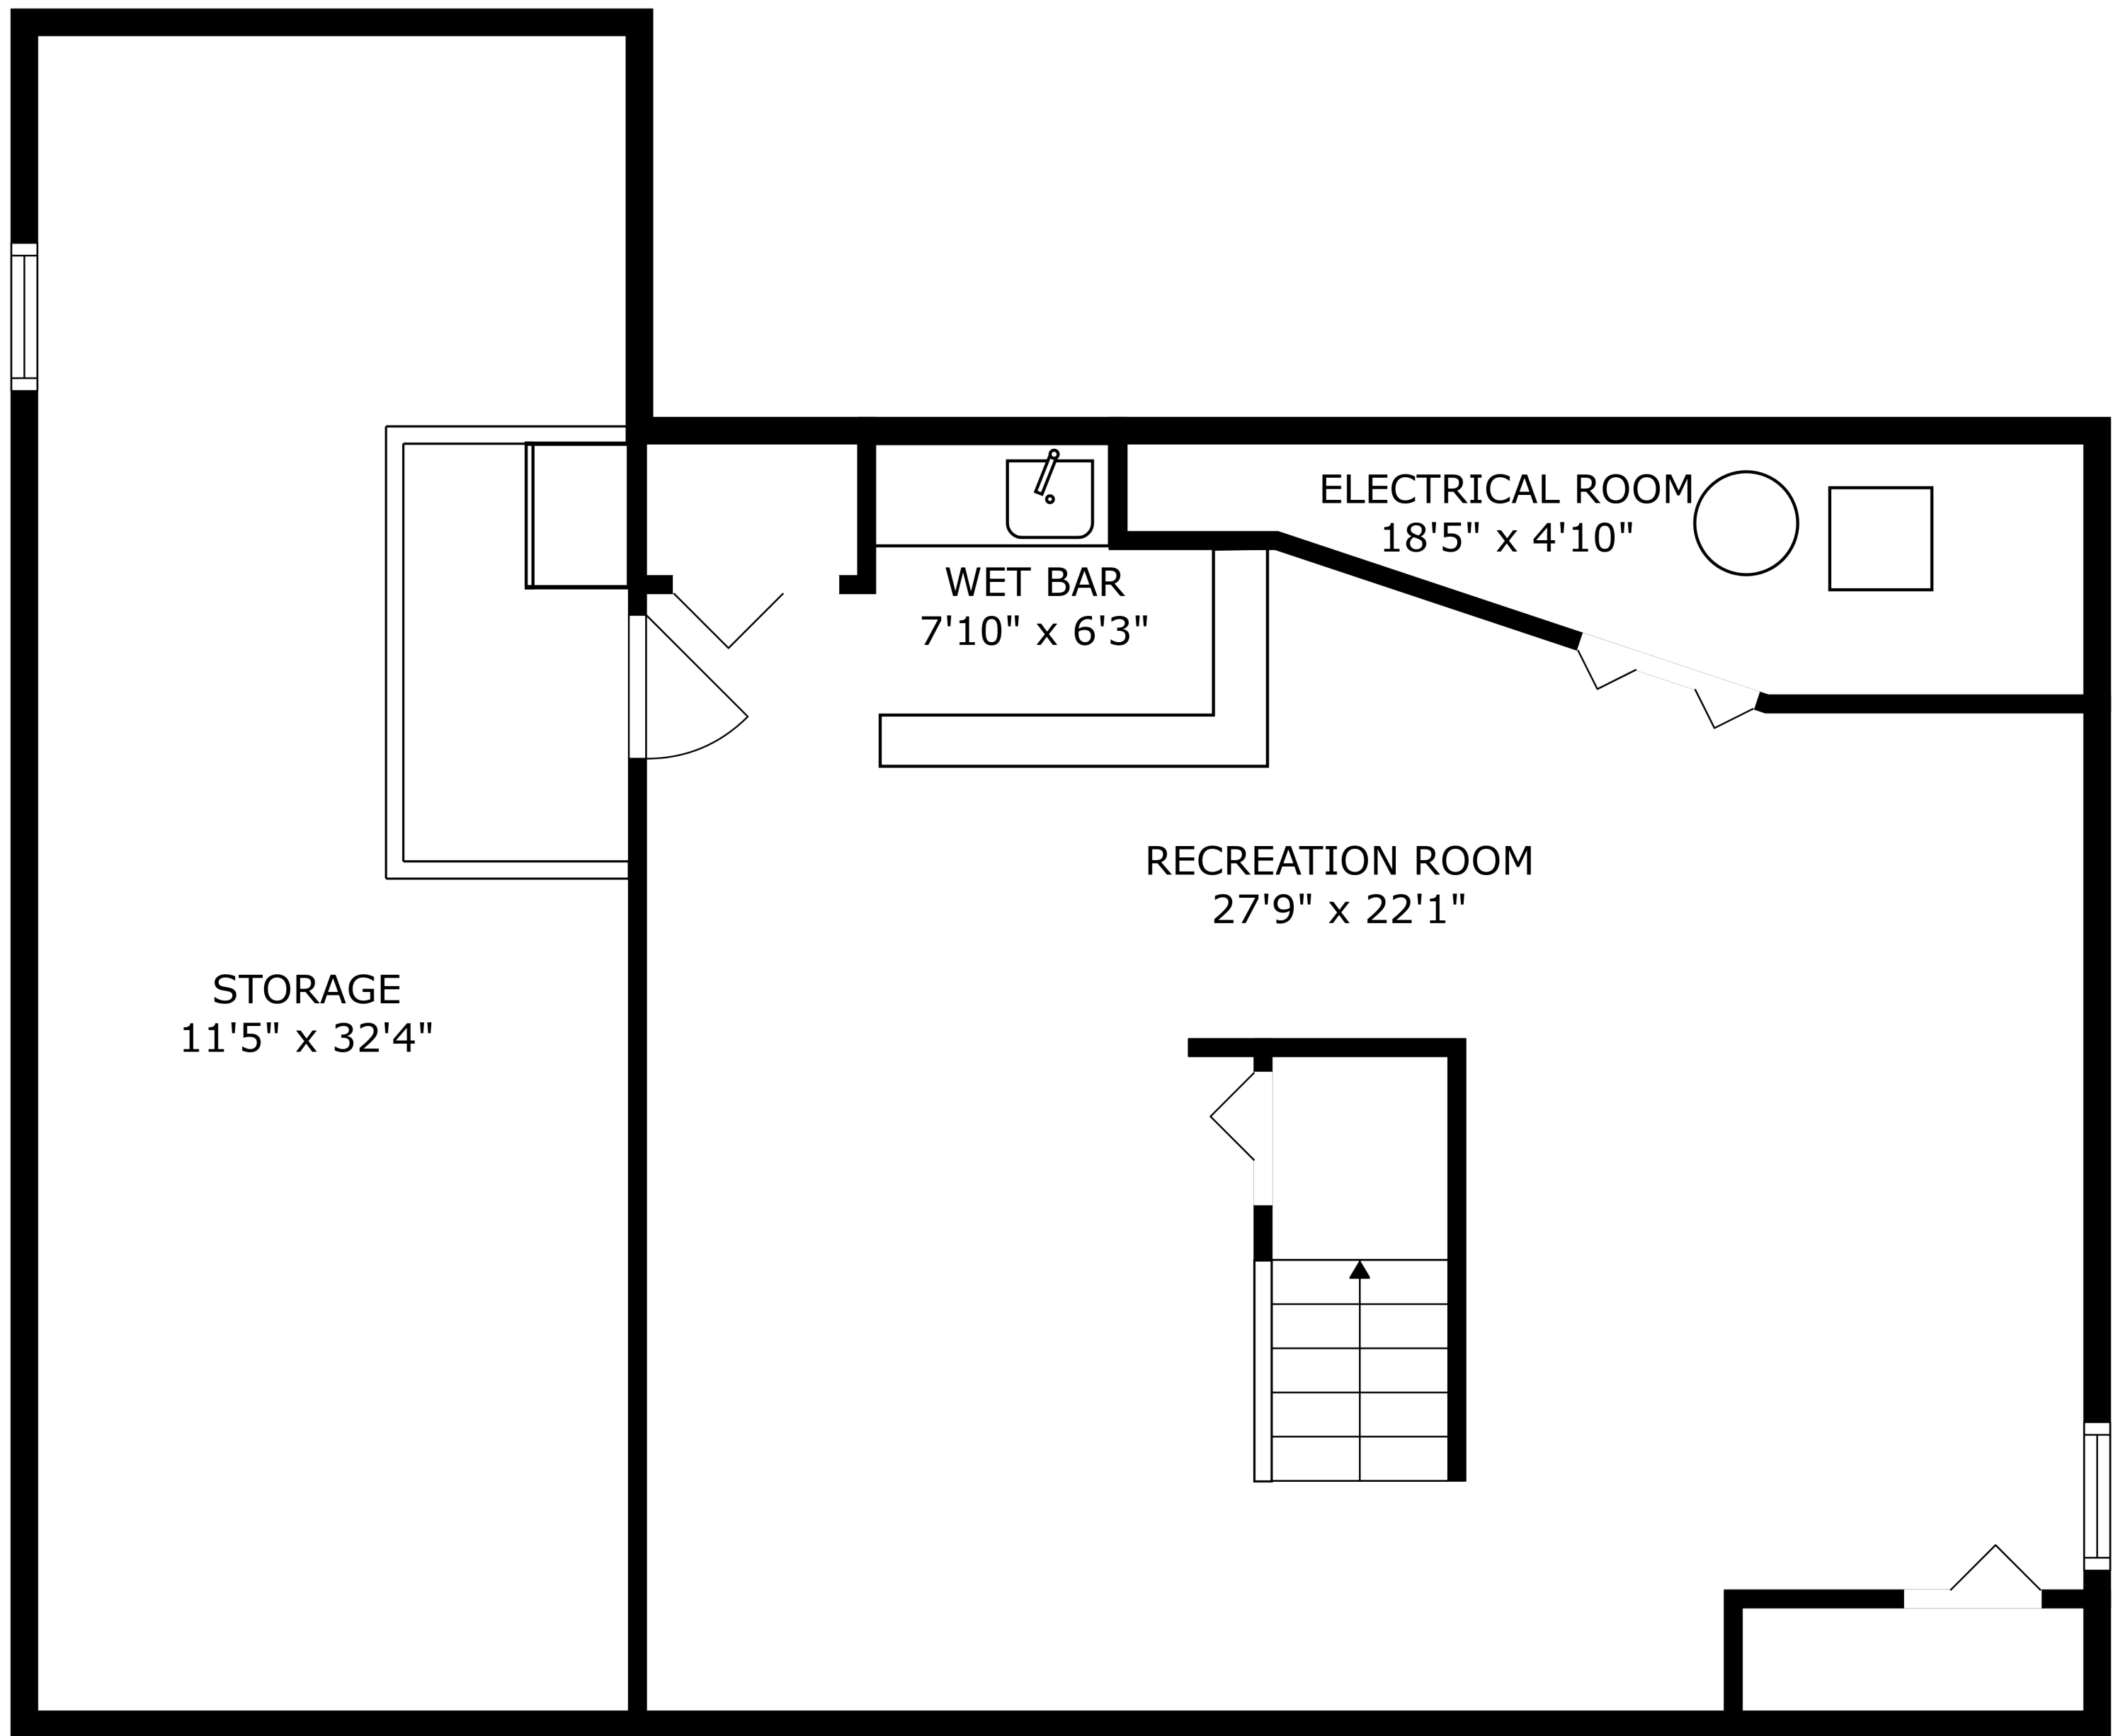 ELECTRICAL ROOM
18'5" x 4'10"
WET BAR
7'10" x 6'3"
RECREATION ROOM
27'9" x 22'1"
STORAGE
11'5" x 32'4"